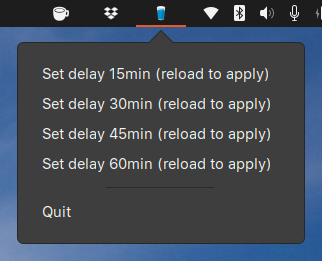 Set delay 15min (reload to apply)
Set delay 30min (reload to apply)
Set delay 45min (reload to apply)
Set delay 60min (reload to apply)
Quit